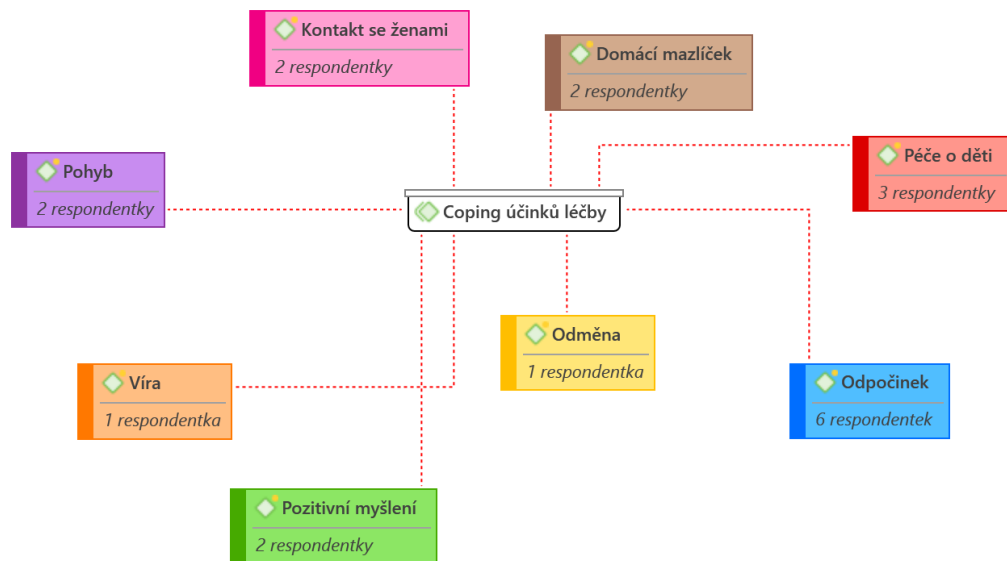 Kontakt se ženami
2 respondentky
Domácí mazlíček
2 respondentky
Péče o děti
3 respondentky
Pohyb
2 respondentky
Coping účinků léčby
Odměna
1 respondentka
Víra
1 respondentka
Odpočinek
6 respondentek
Pozitivní myšlení
2 respondentky